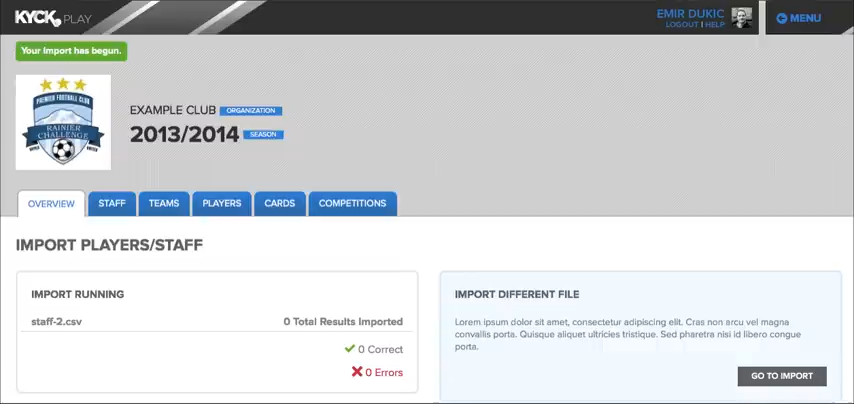 KYCK PLAY
EMIR DUKIC
LOGOUT | HELP
MENU
Your Import has begun.
PREMIER FOOTBALL CLUB
RAINIER
CHALLENGE
EXAMPLE CLUB ORGANIZATION
2013/2014 SEASON
OVERVIEW STAFF TEAMS PLAYERS CARDS COMPETITIONS
IMPORT PLAYERS/STAFF
IMPORT RUNNING
staff-2.csv 0 Total Results Imported
0 Correct
0 Errors
IMPORT DIFFERENT FILE
Lorem ipsum dolor sit amet, consectetur adipiscing elit. Cras non arcu vel magna
convallis porta. Quisque aliquet ultricies tristique. Sed pharetra nisi id libero congue
porta.
GO TO IMPORT